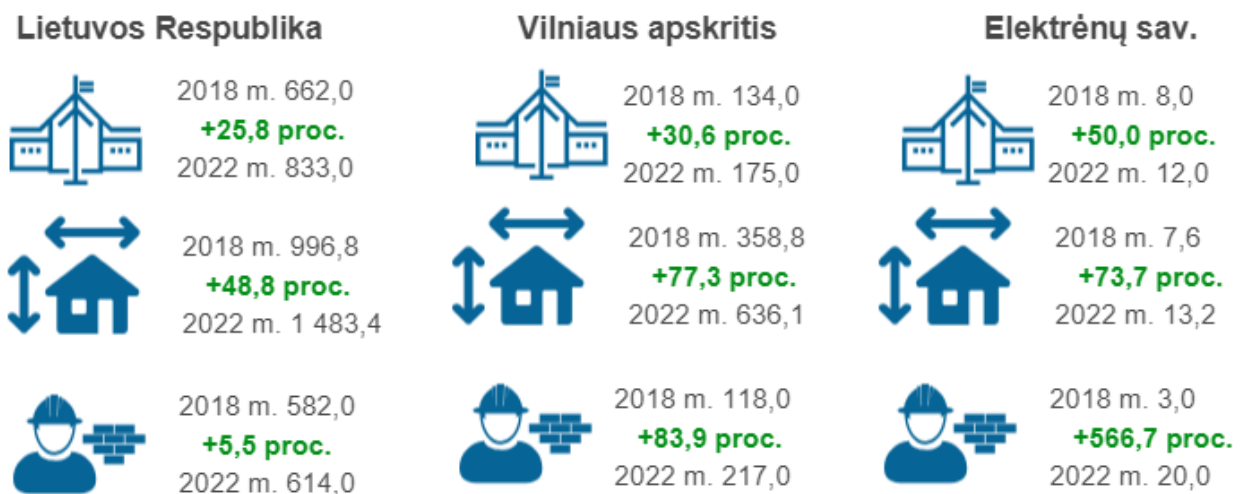 Lietuvos Respublika
2018 m. 662,0
+25,8 proc.
2022 m. 833,0
2018 m. 996,8
+48,8 proc.
2022 m. 1 483,4
2018 m. 582,0
+5,5 proc.
2022 m. 614,0
Vilniaus apskritis
2018 m. 134,0
+30,6 proc.
2022 m. 175,0
2018 m. 358,8
+77,3 proc.
2022 m. 636,1
2018 m. 118,0
+83,9 proc.
2022 m. 217,0
Elektrėnų sav.
2018 m. 8,0
+50,0 proc.
2022 m. 12,0
2018 m. 7,6
+73,7 proc.
2022 m. 13,2
2018 m. 3,0
+566,7 proc.
2022 m. 20,0